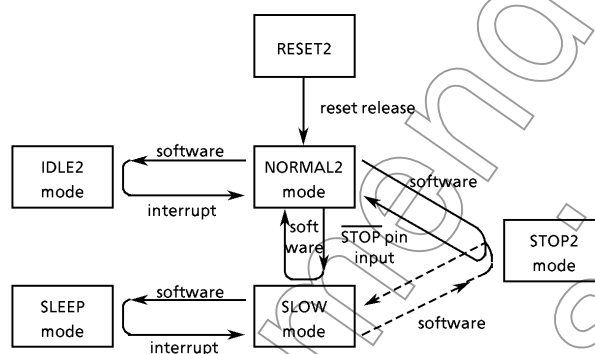 RESET2
reset release
IDLE2
mode
software
interrupt
NORMAL2
mode
software
soft
ware
STOP pin
input
STOP2
mode
SLEEP
mode
software
interrupt
SLOW
mode
software